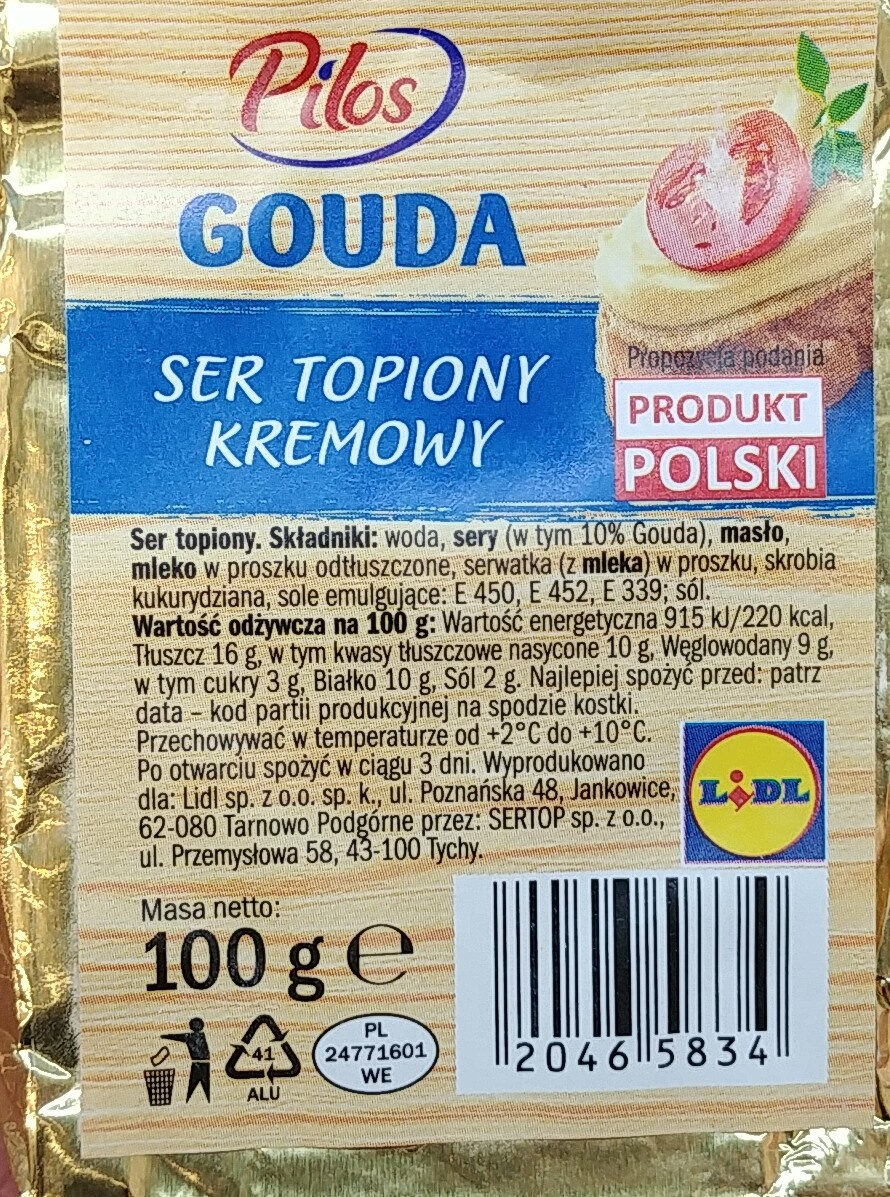 Pilos
GOUDA
SER TOPIONY
KREMOWY
Propozycja podania
PRODUKT
POLSKI
Ser topiony. Składniki: woda, sery (w tym 10% Gouda), masło,
mleko w proszku odtłuszczone, serwatka (z mleka) w proszku, skrobia
kukurydziana, sole emulgujące: E 450, E 452, E 339; sól.
Wartość odżywcza na 100 g: Wartość energetyczna 915 kJ/220 kcal,
Tłuszcz 16 g, w tym kwasy tłuszczowe nasycone 10 g, Węglowodany 9 g,
w tym cukry 3 g, Białko 10 g, Sól 2 g. Najlepiej spożyć przed: patrz
data – kod partii produkcyjnej na spodzie kostki.
Przechowywać w temperaturze od +2°C do +10°C.
Po otwarciu spożyć w ciągu 3 dni. Wyprodukowano
dla: Lidl sp. z o.o. sp. k., ul. Poznańska 48, Jankowice,
62-080 Tarnowo Podgórne przez: SERTOP sp. z o.o.,
ul. Przemysłowa 58, 43-100 Tychy.
LIDL
Masa netto:
100 g ℮
41
ALU
PL
24771601
WE
20465834